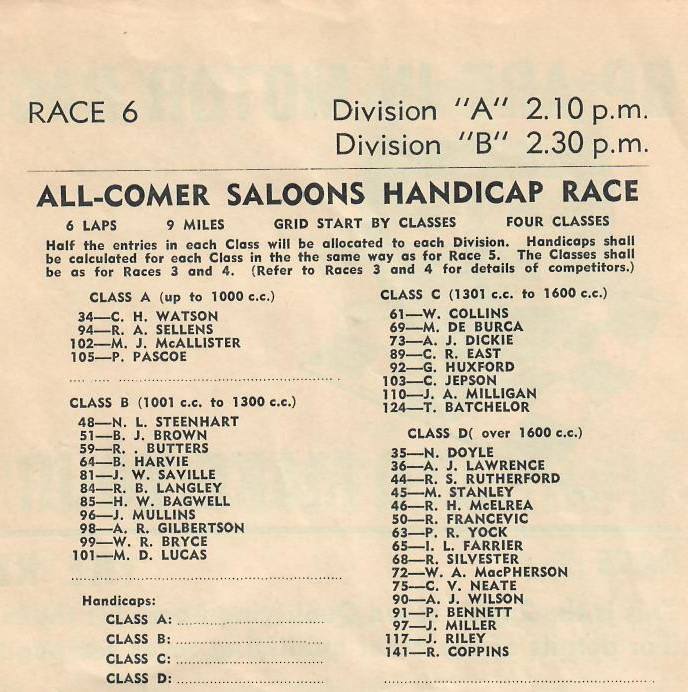 RACE 6
Division "A" 2.10 p.m.
Division "B" 2.30 p.m.
ALL-COMER SALOONS HANDICAP RACE
6 LAPS 9 MILES GRID START BY CLASSES FOUR CLASSES
Half the entries in each Class will be allocated to each Division. Handicaps shall
be calculated for each Class in the the same way as for Race 5. The Classes shall
be as for Races 3 and 4. (Refer to Races 3 and 4 for details of competitors.)
CLASS A (up to 1000 c.c.)
34—C. H. WATSON
94—R. A. SELLENS
102—M. J. McALLISTER
105—P. PASCOE
CLASS B (1001 c.c. to 1300 c.c.)
48—N. L. STEENHART
51—B. J. BROWN
59—R. . BUTTERS
64—B. HARVIE
81—J. W. SAVILLE
84—R. B. LANGLEY
85—H. W. BAGWELL
96—J. MULLINS
98—A. R. GILBERTSON
99—W. R. BRYCE
101—M. D. LUCAS
Handicaps:
CLASS A:
CLASS B:
CLASS C:
CLASS D:
CLASS C (1301 c.c. to 1600 c.c.)
61—W. COLLINS
69—M. DE BURCA
73—A. J. DICKIE
89—C. R. EAST
92—G. HUXFORD
103—C. JEPSON
110—J. A. MILLIGAN
124—T. BATCHELOR
CLASS D( over 1600 c.c.)
35—N. DOYLE
36—A. J. LAWRENCE
44—R. S. RUTHERFORD
45—M. STANLEY
46—R. H. McELREA
50—R. FRANCEVIC
63—P. R. YOCK
65—I. L. FARRIER
68—R. SILVESTER
72—W. A. MacPHERSON
75—C. V. NEATE
90—A. J. WILSON
91—P. BENNETT
97—J. MILLER
117—J. RILEY
141—R. COPPINS